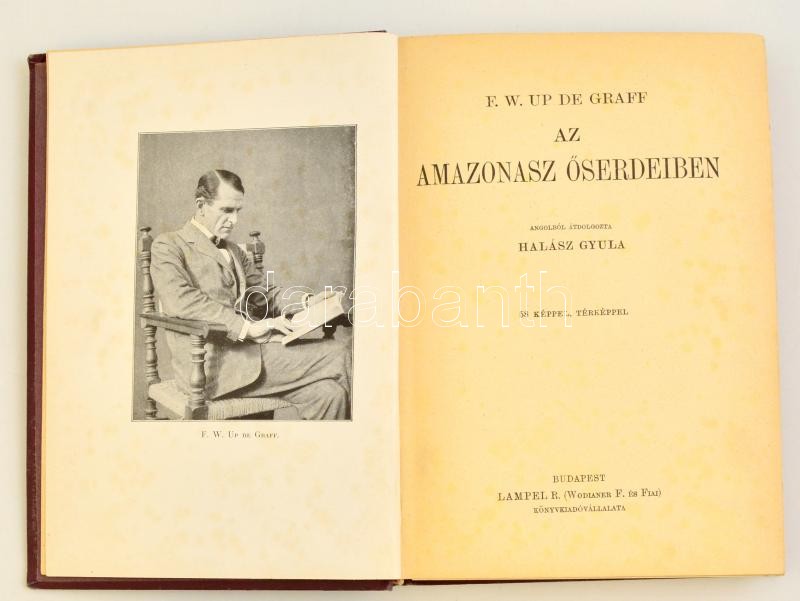 F. W. Up de Graff.
F. W. UP DE GRAFF
AZ
AMAZONASZ ŐSERDEIBEN
ANGOLBÓL ÁTDOLGOZTA
HALÁSZ GYULA
58 KÉPPEL, TÉRKÉPPEL
BUDAPEST
LAMPEL R. (Wodianer F. és Fiai)
KÖNYVKIADÓVÁLLALATA
darabanth